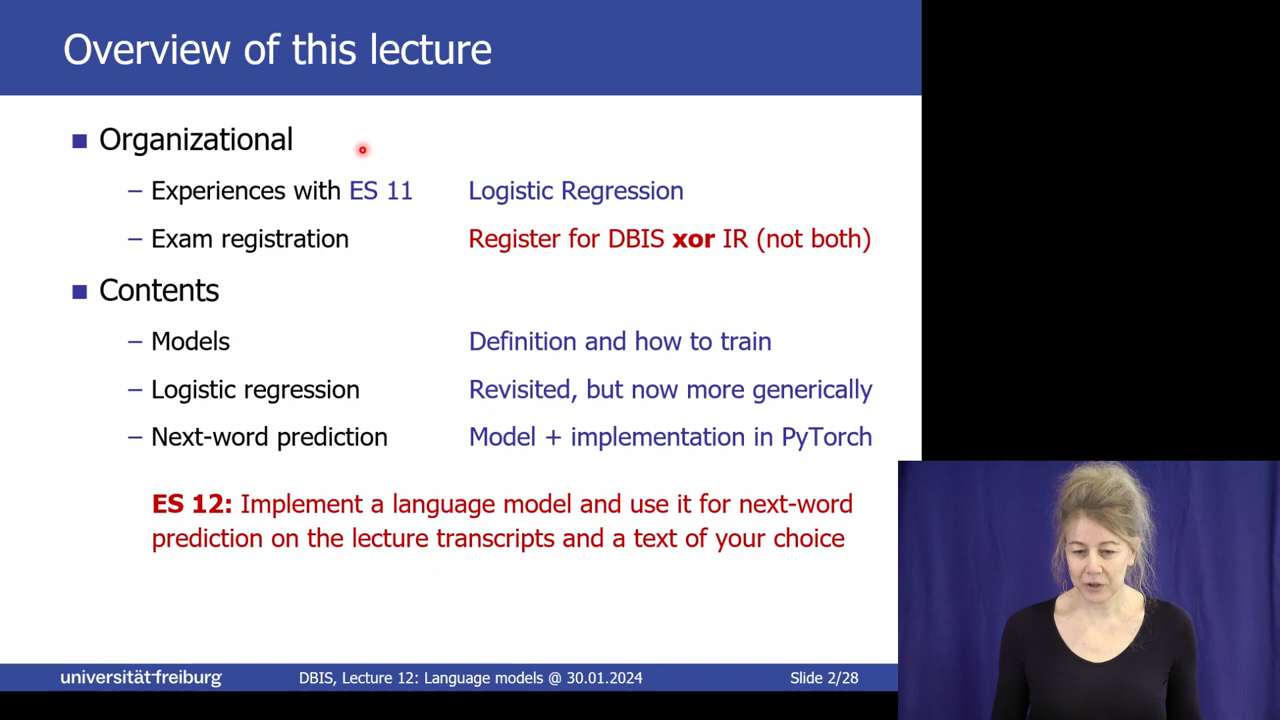 Overview of this lecture
Organizational
– Experiences with ES 11 Logistic Regression
– Exam registration Register for DBIS xor IR (not both)
Contents
– Models Definition and how to train
– Logistic regression Revisited, but now more generically
– Next-word prediction Model + implementation in PyTorch
ES 12: Implement a language model and use it for next-word
prediction on the lecture transcripts and a text of your choice
universität freiburg DBIS, Lecture 12: Language models @ 30.01.2024 Slide 2/28